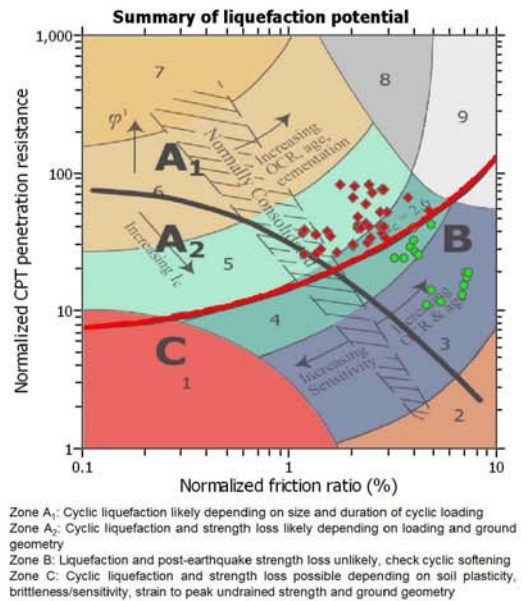 Summary of liquefaction potential
1,000
100
10
1
0.1
1
10
Normalized CPT penetration resistance
Normalized friction ratio (%)
7
8
9
φ'
A1
Increasing
OCR, age,
cementation
Normally Consolidated
6
A2
Increasing Ic
5
Ic = 2.6
B
4
C
1
Increasing
Sensitivity
Increasing
OCR & age
3
2
Zone A1: Cyclic liquefaction likely depending on size and duration of cyclic loading
Zone A2: Cyclic liquefaction and strength loss likely depending on loading and ground
geometry
Zone B: Liquefaction and post-earthquake strength loss unlikely, check cyclic softening
Zone C: Cyclic liquefaction and strength loss possible depending on soil plasticity,
brittleness/sensitivity, strain to peak undrained strength and ground geometry